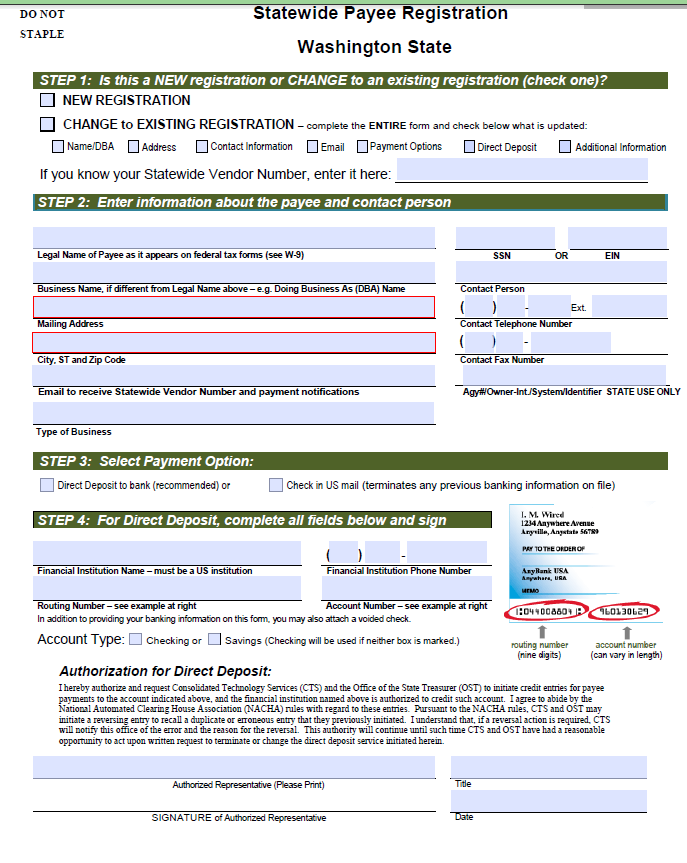 DO NOT
STAPLE
Statewide Payee Registration
Washington State
STEP 1: Is this a NEW registration or CHANGE to an existing registration (check one)?
NEW REGISTRATION
CHANGE to EXISTING REGISTRATION – complete the ENTIRE form and check below what is updated:
Name/DBA Address Contact Information Email Payment Options Direct Deposit Additional Information
If you know your Statewide Vendor Number, enter it here:
STEP 2: Enter information about the payee and contact person
Legal Name of Payee as it appears on federal tax forms (see W-9) SSN OR EIN
Business Name, if different from Legal Name above – e.g. Doing Business As (DBA) Name Contact Person
( ) - Ext.
Mailing Address Contact Telephone Number
( ) -
City, ST and Zip Code Contact Fax Number
Email to receive Statewide Vendor Number and payment notifications Agy#/Owner-Int./System/Identifier STATE USE ONLY
Type of Business
STEP 3: Select Payment Option:
Direct Deposit to bank (recommended) or Check in US mail (terminates any previous banking information on file)
STEP 4: For Direct Deposit, complete all fields below and sign
( ) -
Financial Institution Name – must be a US institution Financial Institution Phone Number
Routing Number – see example at right Account Number – see example at right
In addition to providing your banking information on this form, you may also attach a voided check.
Account Type: Checking or Savings (Checking will be used if neither box is marked.)
I. M. Wired
1234 Anywhere Avenue
Anyville, Anystate 56789
PAY TO THE ORDER OF
AnyBank USA
Anywhere, USA
MEMO
⑆044008804⑆ 960130629
routing number account number
(nine digits) (can vary in length)
Authorization for Direct Deposit:
I hereby authorize and request Consolidated Technology Services (CTS) and the Office of the State Treasurer (OST) to initiate credit entries for payee
payments to the account indicated above, and the financial institution named above is authorized to credit such account. I agree to abide by the
National Automated Clearing House Association (NACHA) rules with regard to these entries. Pursuant to the NACHA rules, CTS and OST may
initiate a reversing entry to recall a duplicate or erroneous entry that they previously initiated. I understand that, if a reversal action is required, CTS
will notify this office of the error and the reason for the reversal. This authority will continue until such time CTS and OST have had a reasonable
opportunity to act upon written request to terminate or change the direct deposit service initiated herein.
Authorized Representative (Please Print) Title
SIGNATURE of Authorized Representative Date